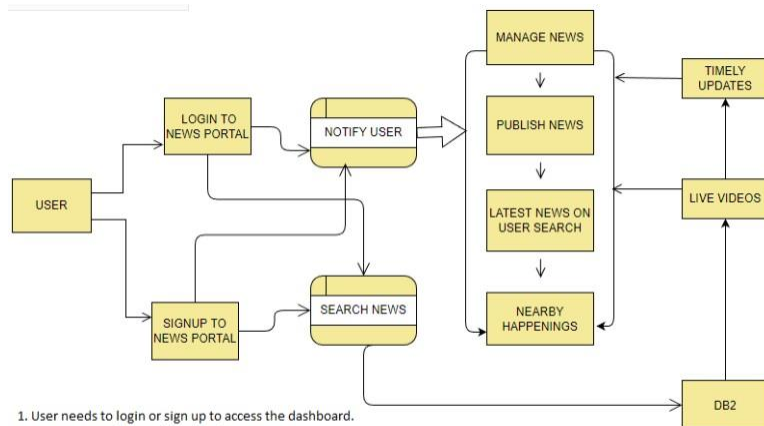 MANAGE NEWS
TIMELY
UPDATES
LOGIN TO
NEWS PORTAL
NOTIFY USER
PUBLISH NEWS
USER
LATEST NEWS ON
USER SEARCH
LIVE VIDEOS
SIGNUP TO
NEWS PORTAL
SEARCH NEWS
NEARBY
HAPPENINGS
DB2
1. User needs to login or sign up to access the dashboard.